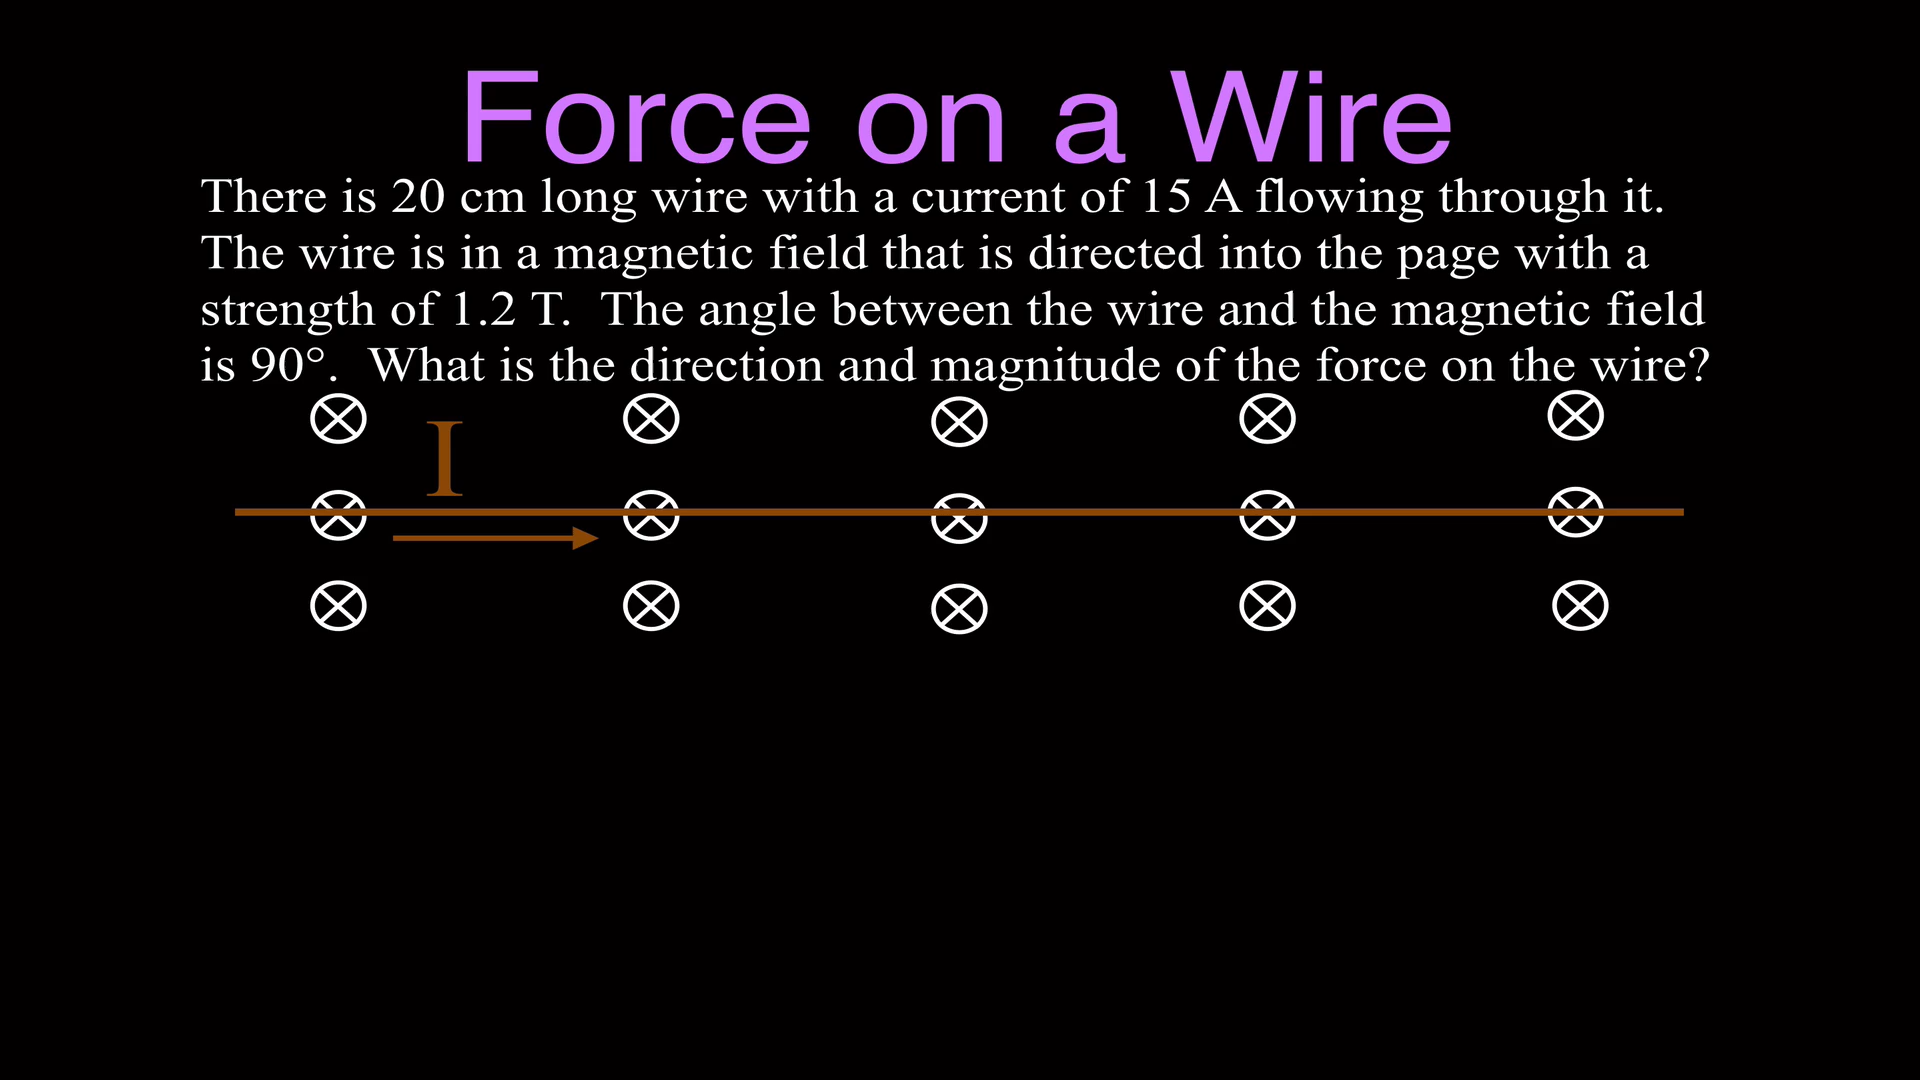 Force on a Wire
There is 20 cm long wire with a current of 15 A flowing through it.
The wire is in a magnetic field that is directed into the page with a
strength of 1.2 T.  The angle between the wire and the magnetic field
is 90°.  What is the direction and magnitude of the force on the wire?
I